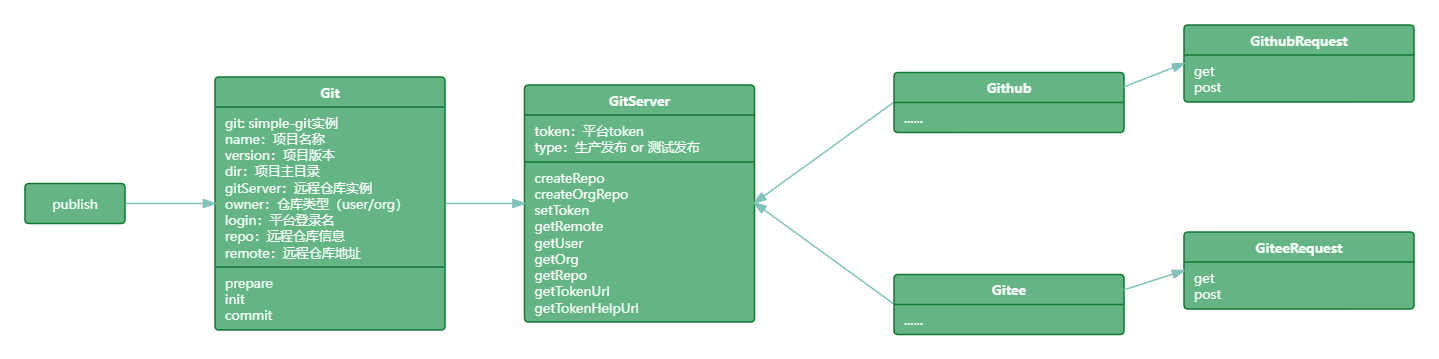 publish
Git
git: simple-git实例
name：项目名称
version：项目版本
dir：项目主目录
gitServer：远程仓库实例
owner：仓库类型（user/org）
login：平台登录名
repo：远程仓库信息
remote：远程仓库地址
prepare
init
commit
GitServer
token：平台token
type：生产发布 or 测试发布
createRepo
createOrgRepo
setToken
getRemote
getUser
getOrg
getRepo
getTokenUrl
getTokenHelpUrl
Github
......
GithubRequest
get
post
Gitee
......
GiteeRequest
get
post